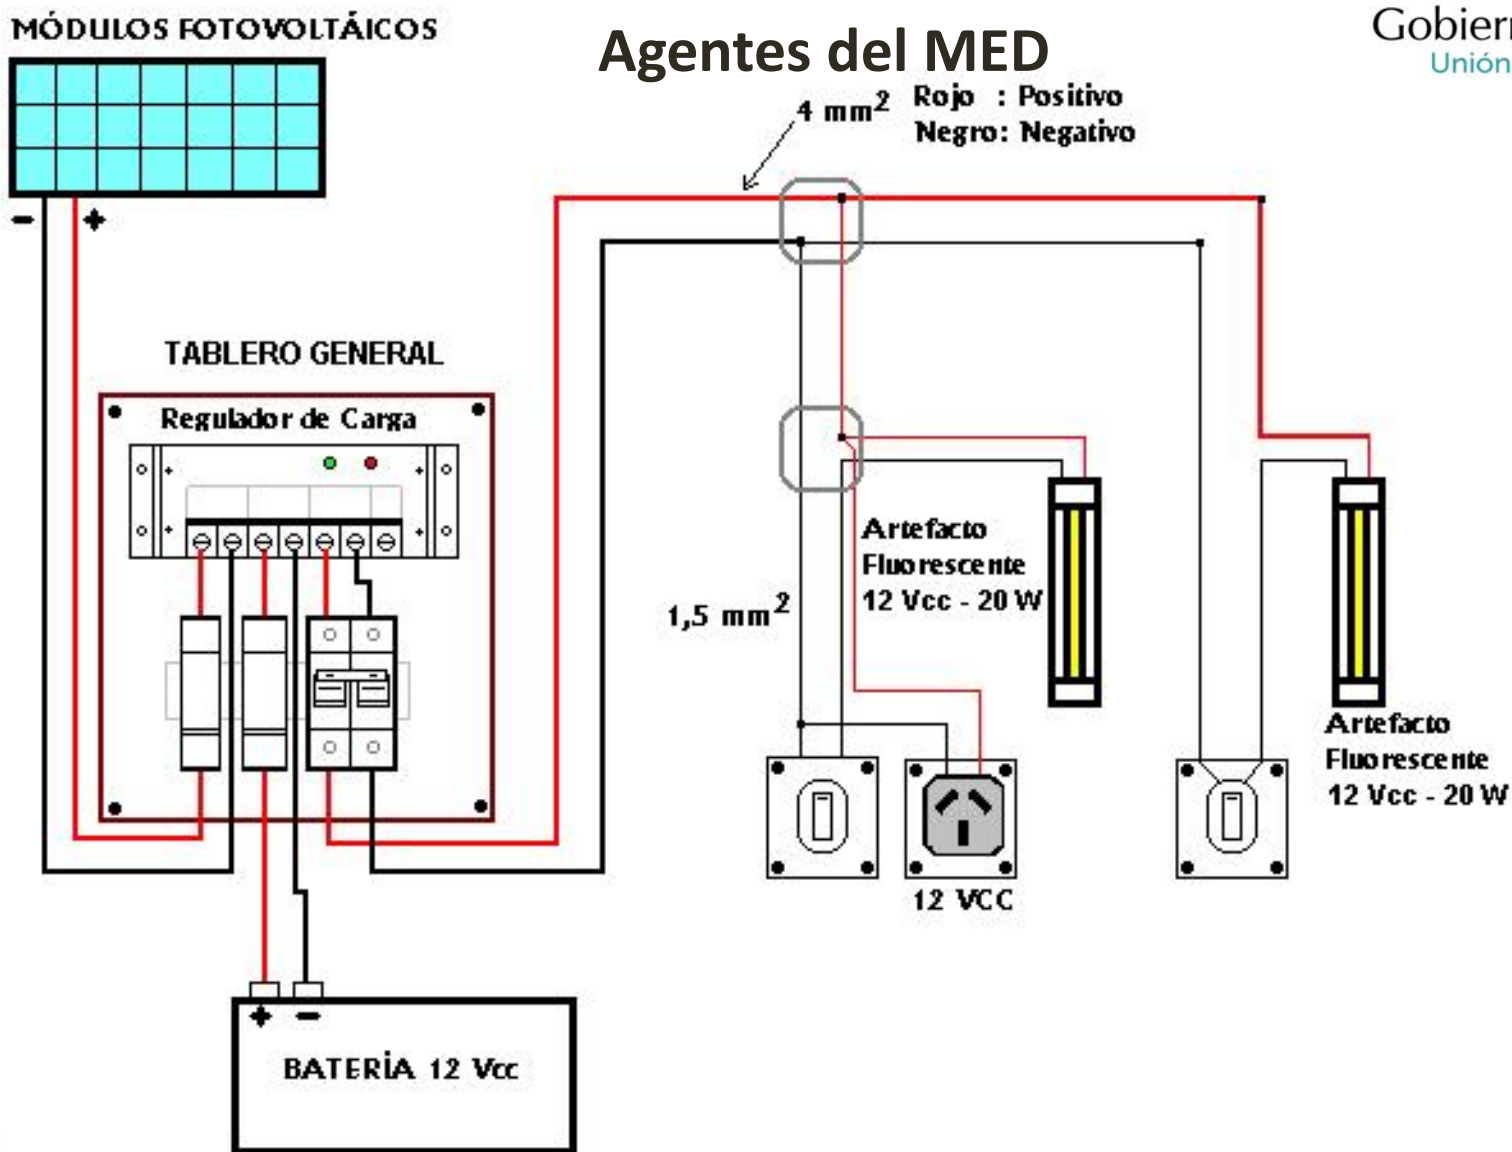 MÓDULOS FOTOVOLTÁICOS
Agentes del MED
Gobiern
Unión
4 mm²
Rojo : Positivo
Negro: Negativo
- +
TABLERO GENERAL
Regulador de Carga
Artefacto
Fluorescente
12 Vcc - 20 W
1,5 mm²
Artefacto
Fluorescente
12 Vcc - 20 W
12 VCC
+ -
BATERÍA 12 Vcc